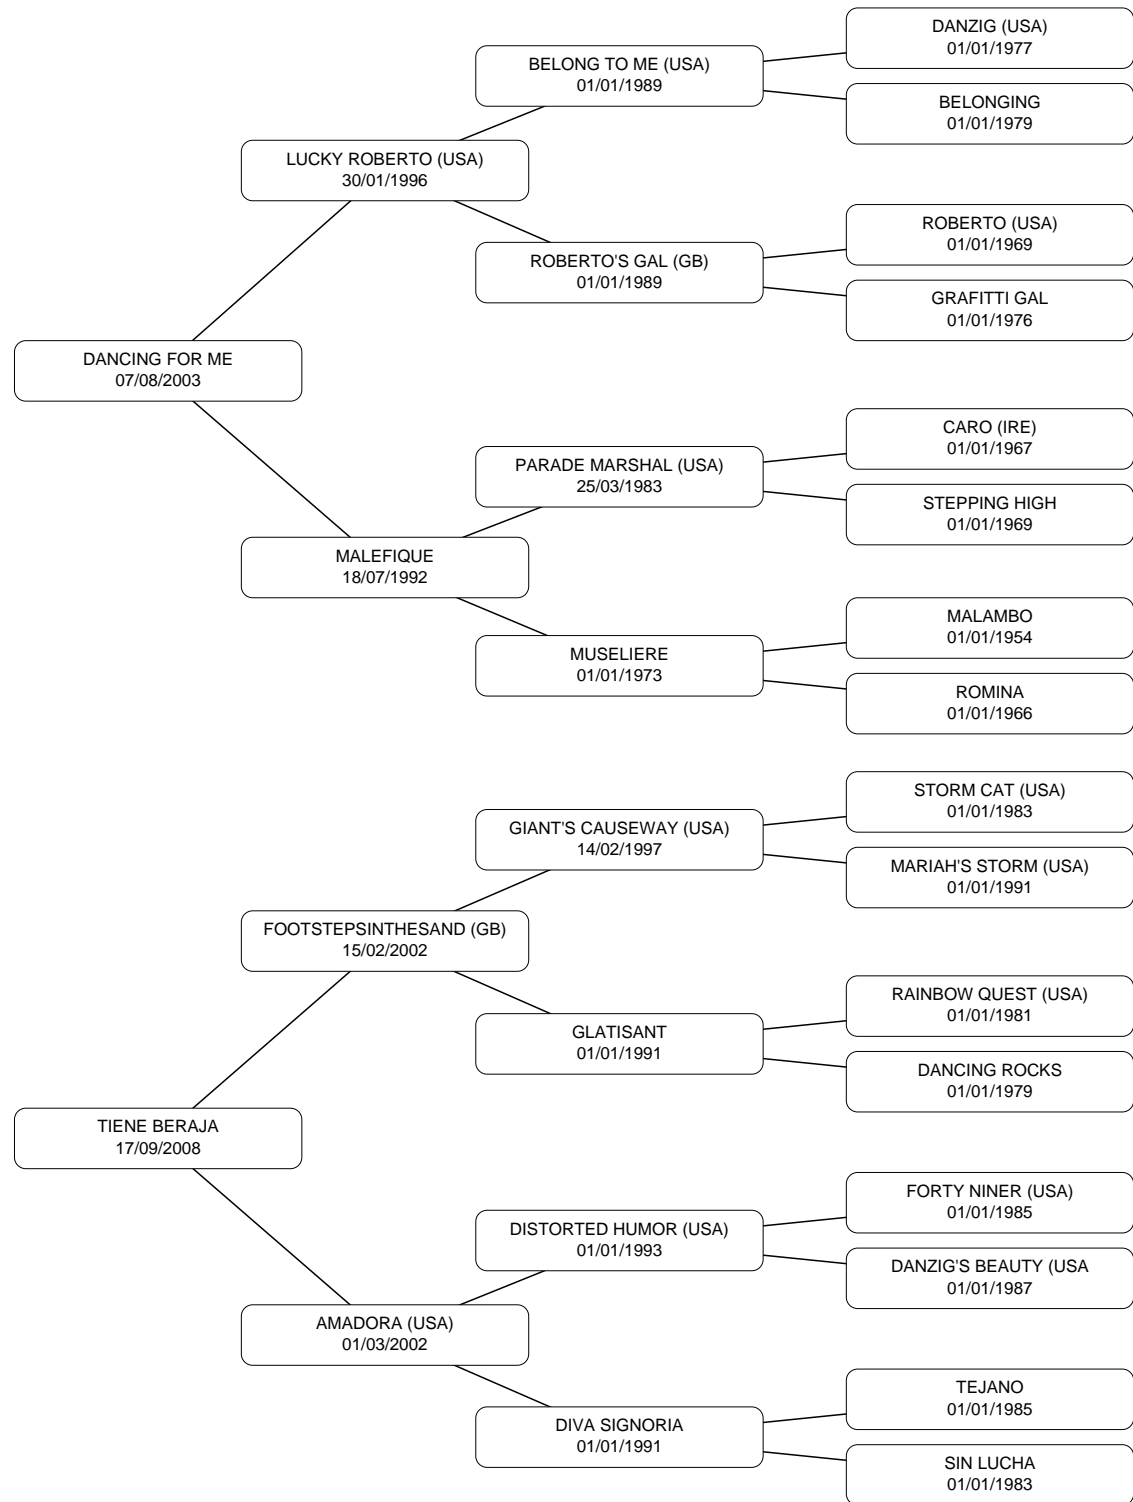 DANZIG (USA)
01/01/1977
BELONG TO ME (USA)
01/01/1989
BELONGING
01/01/1979
LUCKY ROBERTO (USA)
30/01/1996
ROBERTO (USA)
01/01/1969
ROBERTO'S GAL (GB)
01/01/1989
GRAFITTI GAL
01/01/1976
DANCING FOR ME
07/08/2003
CARO (IRE)
01/01/1967
PARADE MARSHAL (USA)
25/03/1983
STEPPING HIGH
01/01/1969
MALEFIQUE
18/07/1992
MALAMBO
01/01/1954
MUSELIERE
01/01/1973
ROMINA
01/01/1966
STORM CAT (USA)
01/01/1983
GIANT'S CAUSEWAY (USA)
14/02/1997
MARIAH'S STORM (USA)
01/01/1991
FOOTSTEPSINTHESAND (GB)
15/02/2002
RAINBOW QUEST (USA)
01/01/1981
GLATISANT
01/01/1991
DANCING ROCKS
01/01/1979
TIENE BERAJA
17/09/2008
FORTY NINER (USA)
01/01/1985
DISTORTED HUMOR (USA)
01/01/1993
DANZIG'S BEAUTY (USA
01/01/1987
AMADORA (USA)
01/03/2002
TEJANO
01/01/1985
DIVA SIGNORIA
01/01/1991
SIN LUCHA
01/01/1983